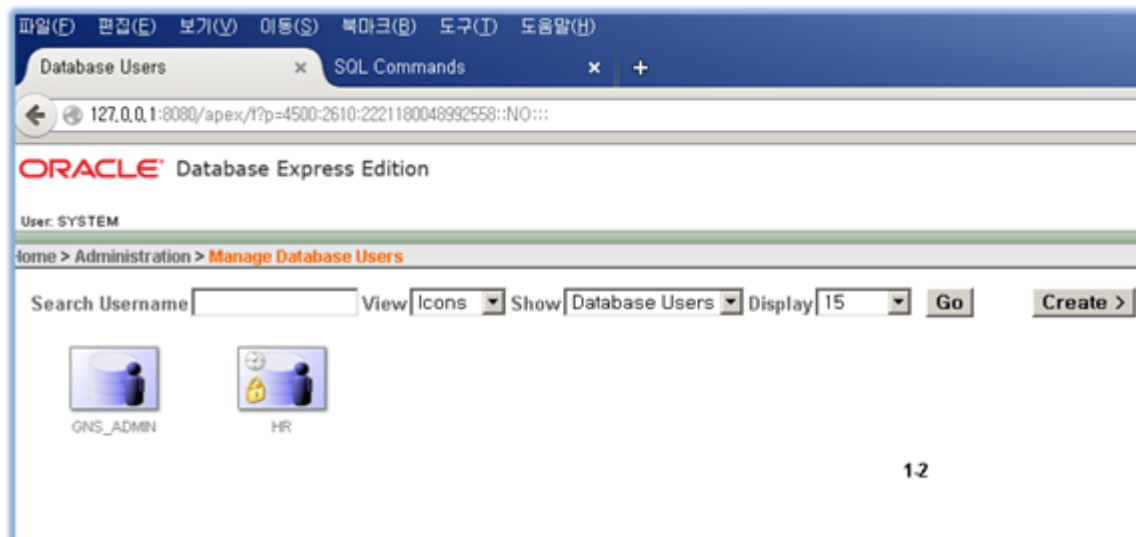 파일(F) 편집(E) 보기(V) 이동(S) 북마크(B) 도구(T) 도움말(H)
Database Users × SQL Commands × +
127.0.0.1:8080/apex/f?p=4500:2610:2221180048992558::NO:::
ORACLE Database Express Edition
User: SYSTEM
Home > Administration > Manage Database Users
Search Username View Icons Show Database Users Display 15 Go Create >
GNS_ADMIN HR
1-2